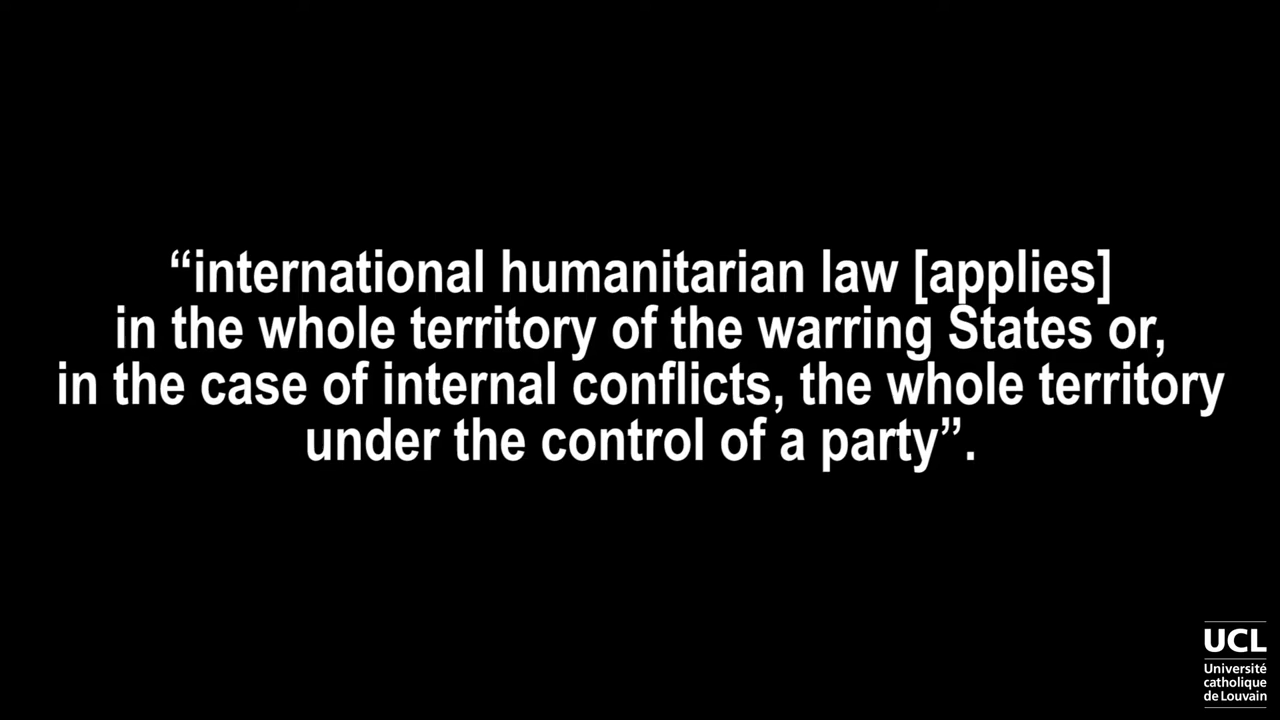 “international humanitarian law [applies]
in the whole territory of the warring States or,
in the case of internal conflicts, the whole territory
under the control of a party”.
UCL
Université
catholique
de Louvain